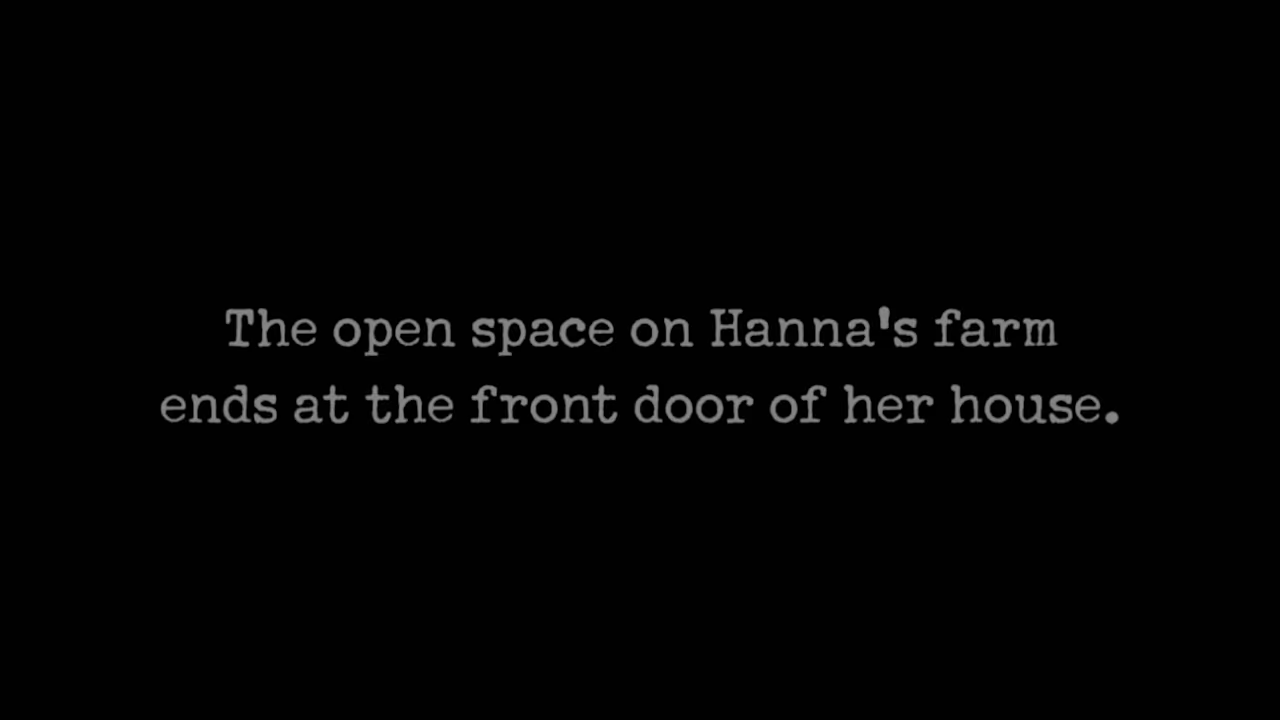 The open space on Hanna's farm
ends at the front door of her house.